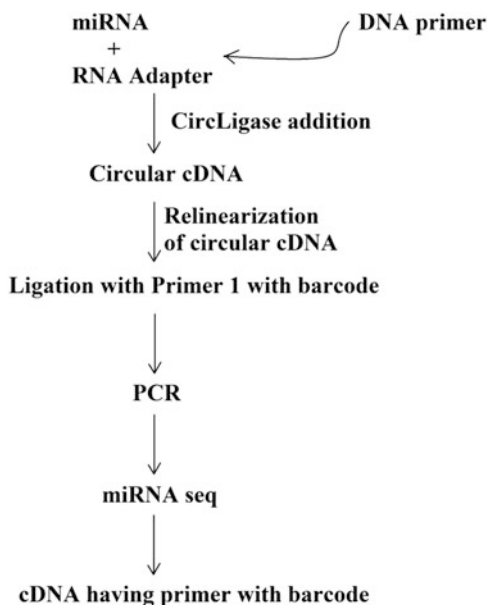 miRNA
DNA primer
+
RNA Adapter
CircLigase addition
Circular cDNA
Relinearization
of circular cDNA
Ligation with Primer 1 with barcode
PCR
miRNA seq
cDNA having primer with barcode